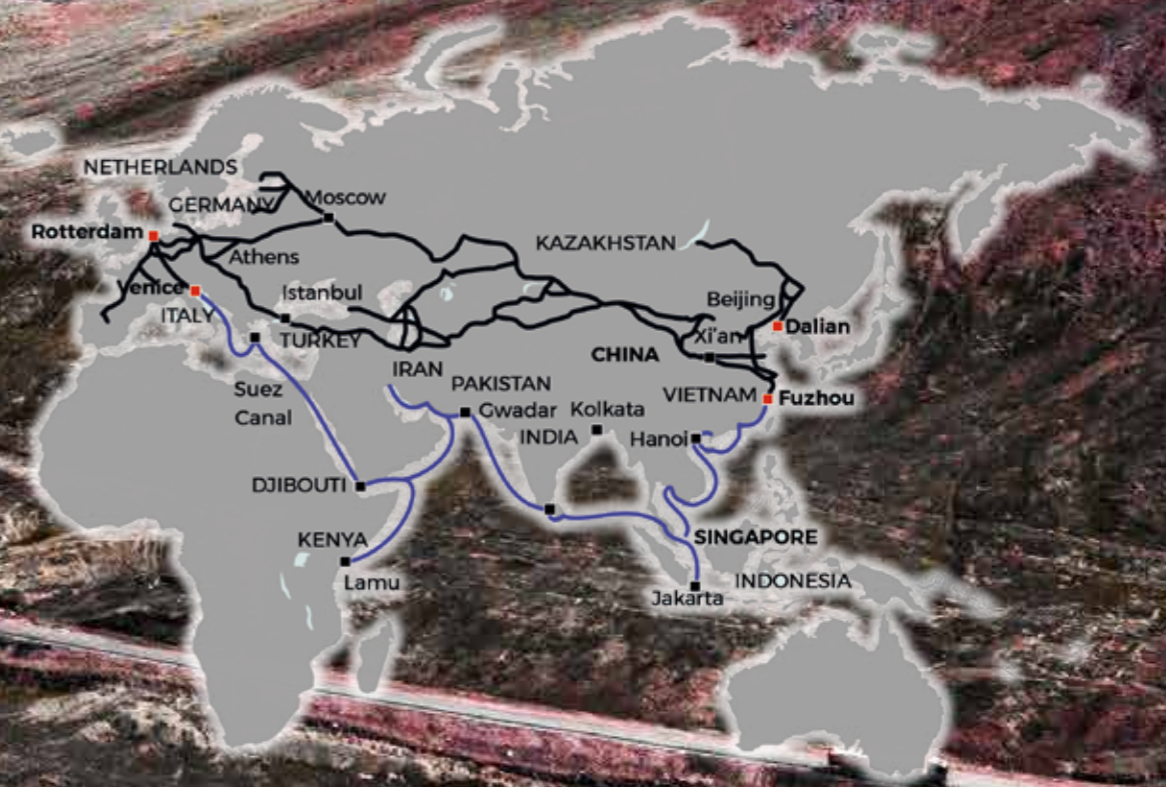 NETHERLANDS
GERMANY
Moscow
Rotterdam
Athens
KAZAKHSTAN
Venice
Istanbul
Beijing
ITALY
TURKEY
Xi'an
Dalian
CHINA
IRAN
Suez
Canal
PAKISTAN
Gwadar
Kolkata
VIETNAM
Fuzhou
INDIA
Hanoi
DJIBOUTI
KENYA
SINGAPORE
Lamu
INDONESIA
Jakarta